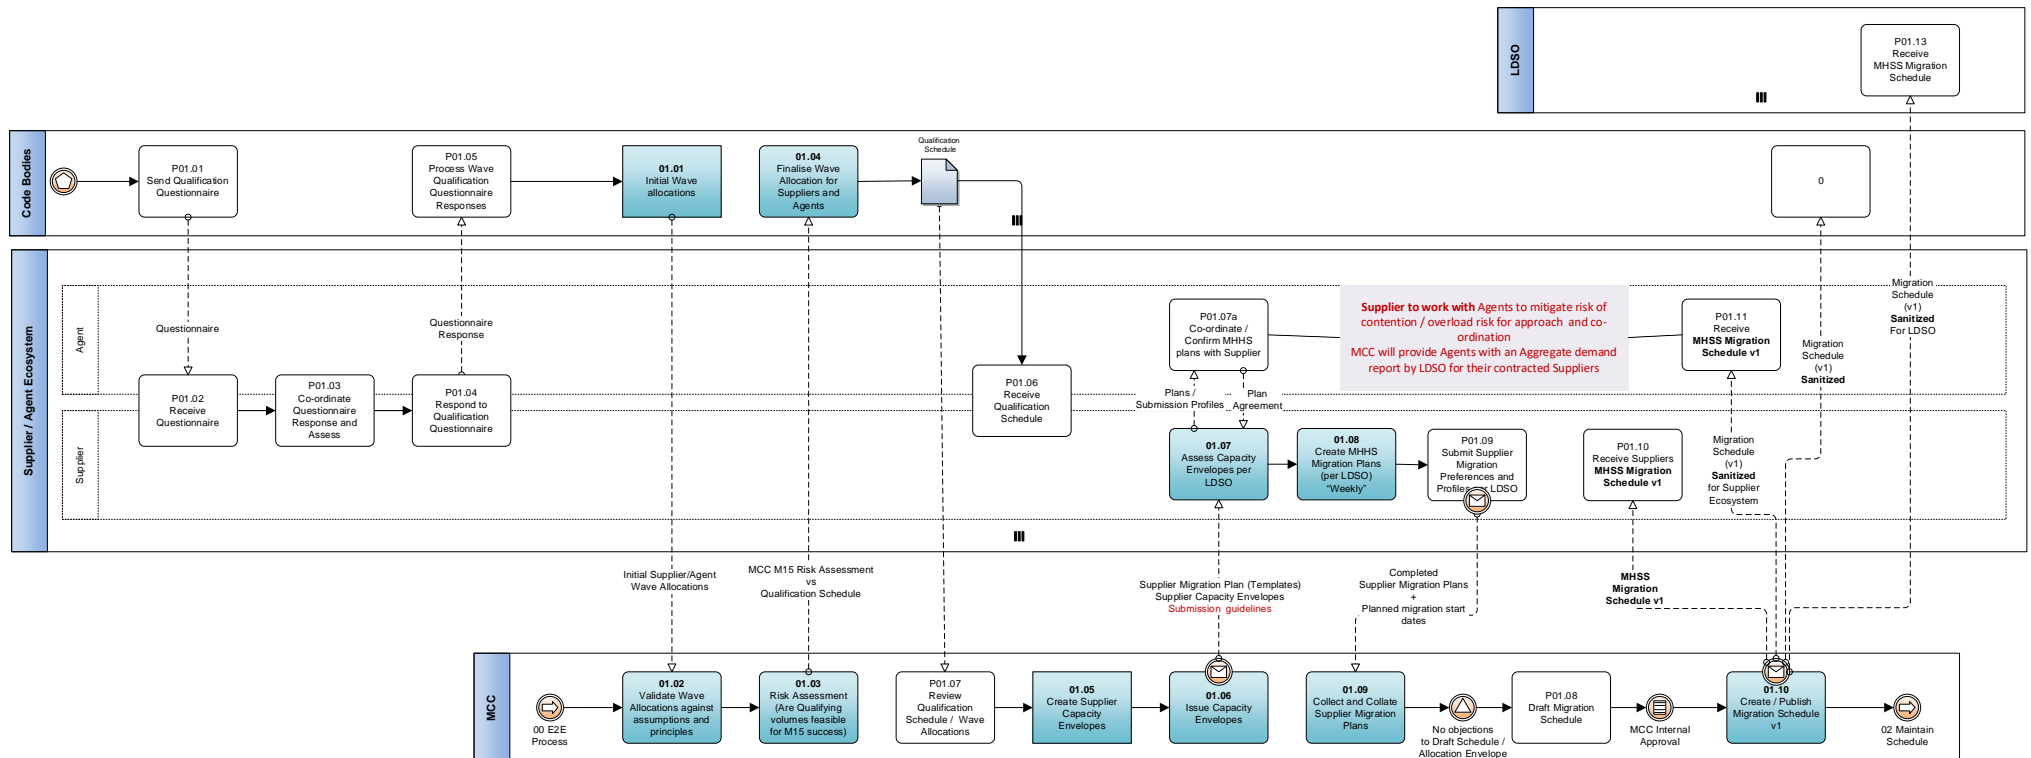 LDSO
P01.13
Receive
MHSS Migration
Schedule
Code Bodies
P01.01
Send Qualification
Questionnaire
P01.05
Process Wave
Qualification
Questionnaire
Responses
01.01
Initial Wave
allocations
01.04
Finalise Wave
Allocation for
Suppliers and
Agents
Qualification
Schedule
0
Supplier / Agent Ecosystem
Agent
Supplier
Questionnaire
Questionnaire
Response
P01.02
Receive
Questionnaire
P01.03
Co-ordinate
Questionnaire
Response and
Assess
P01.04
Respond to
Qualification
Questionnaire
P01.06
Receive
Qualification
Schedule
P01.07a
Co-ordinate /
Confirm MHHS
plans with Supplier
Supplier to work with Agents to mitigate risk of
contention / overload risk for approach and co-
ordination
MCC will provide Agents with an Aggregate demand
report by LDSO for their contracted Suppliers
P01.11
Receive
MHSS Migration
Schedule v1
Migration
Schedule
(v1)
Sanitized
Migration
Schedule
(v1)
Sanitized
For LDSO
Plans /
Submission Profiles
Plan
Agreement
01.07
Assess Capacity
Envelopes per
LDSO
01.08
Create MHHS
Migration Plans
(per LDSO)
“Weekly”
P01.09
Submit Supplier
Migration
Preferences and
Profiles per LDSO
P01.10
Receive Suppliers
MHSS Migration
Schedule v1
Migration
Schedule
(v1)
Sanitized
for Supplier
Ecosystem
Initial Supplier/Agent
Wave Allocations
MCC M15 Risk Assessment
vs
Qualification Schedule
Supplier Migration Plan (Templates)
Supplier Capacity Envelopes
Submission guidelines
Completed
Supplier Migration Plans
+
Planned migration start
dates
MHSS
Migration
Schedule v1
MCC
00 E2E
Process
01.02
Validate Wave
Allocations against
assumptions and
principles
01.03
Risk Assessment
(Are Qualifying
volumes feasible
for M15 success)
P01.07
Review
Qualification
Schedule / Wave
Allocations
01.05
Create Supplier
Capacity
Envelopes
01.06
Issue Capacity
Envelopes
01.09
Collect and Collate
Supplier Migration
Plans
No objections
to Draft Schedule /
Allocation Envelope
P01.08
Draft Migration
Schedule
MCC Internal
Approval
01.10
Create / Publish
Migration Schedule
v1
02 Maintain
Schedule